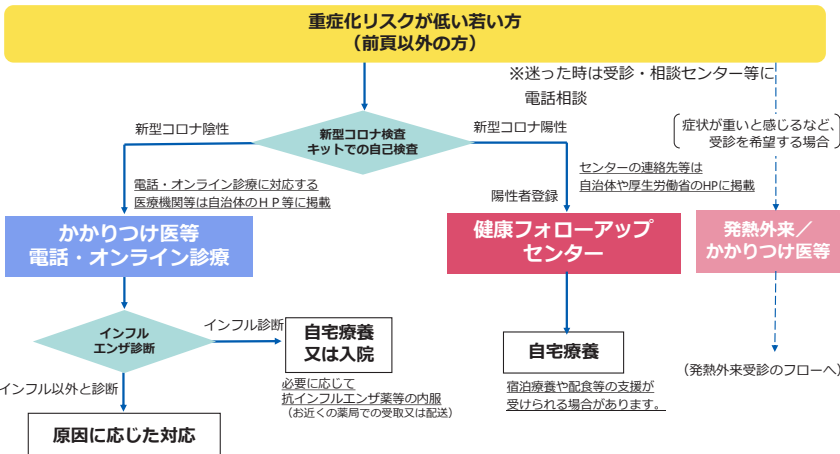 重症化リスクが低い若い方
（前頁以外の方）
※迷った時は受診・相談センター等に
電話相談
新型コロナ陰性
新型コロナ検査
キットでの自己検査
新型コロナ陽性
症状が重いと感じるなど、
受診を希望する場合
電話・オンライン診療に対応する
医療機関等は自治体のＨＰ等に掲載
陽性者登録
センターの連絡先等は
自治体や厚生労働省のHPに掲載
かかりつけ医等
電話・オンライン診療
健康フォローアップ
センター
発熱外来／
かかりつけ医等
インフル
エンザ診断
インフル診断
自宅療養
又は入院
必要に応じて
抗インフルエンザ薬等の内服
（お近くの薬局での受取又は配送）
自宅療養
宿泊療養や配食等の支援が
受けられる場合があります。
（発熱外来受診のフローへ）
インフル以外と診断
原因に応じた対応